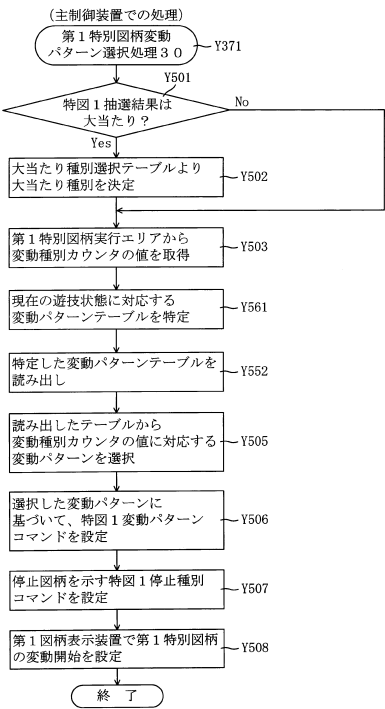 （主制御装置での処理）
第１特別図柄変動
パターン選択処理３０
Y371
Y501
特図１抽選結果は
大当たり？
No
Yes
大当たり種別選択テーブルより
大当たり種別を決定
Y502
第１特別図柄実行エリアから
変動種別カウンタの値を取得
Y503
現在の遊技状態に対応する
変動パターンテーブルを特定
Y561
特定した変動パターンテーブルを
読み出し
Y552
読み出したテーブルから
変動種別カウンタの値に対応する
変動パターンを選択
Y505
選択した変動パターンに
基づいて、特図１変動パターン
コマンドを設定
Y506
停止図柄を示す特図１停止種別
コマンドを設定
Y507
第１図柄表示装置で第１特別図柄
の変動開始を設定
Y508
終 了